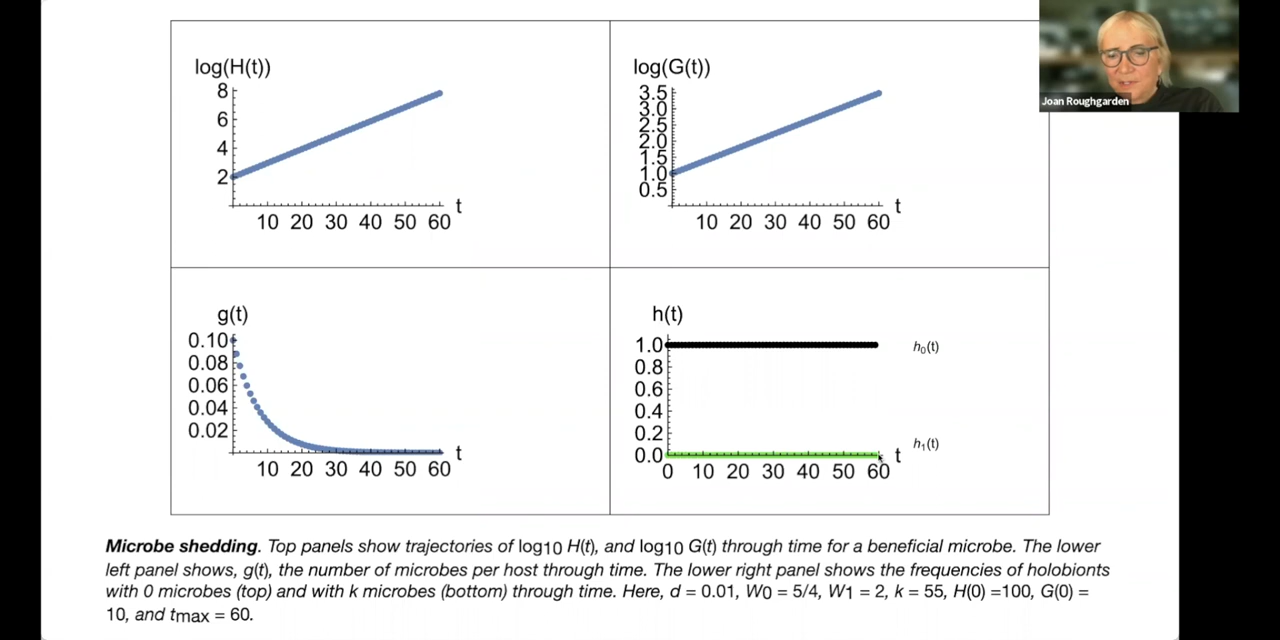 Joan Roughgarden
log(H(t))
8
6
4
2
10 20 30 40 50 60
t
log(G(t))
3.5
3.0
2.5
2.0
1.5
1.0
0.5
10 20 30 40 50 60
t
g(t)
0.10
0.08
0.06
0.04
0.02
10 20 30 40 50 60
t
h(t)
1.0
0.8
0.6
0.4
0.2
0.0
0 10 20 30 40 50 60
t
h0(t)
h1(t)
Microbe shedding. Top panels show trajectories of log10 H(t), and log10 G(t) through time for a beneficial microbe. The lower
left panel shows, g(t), the number of microbes per host through time. The lower right panel shows the frequencies of holobionts
with 0 microbes (top) and with k microbes (bottom) through time. Here, d = 0.01, W0 = 5/4, W1 = 2, k = 55, H(0) =100, G(0) =
10, and tmax = 60.